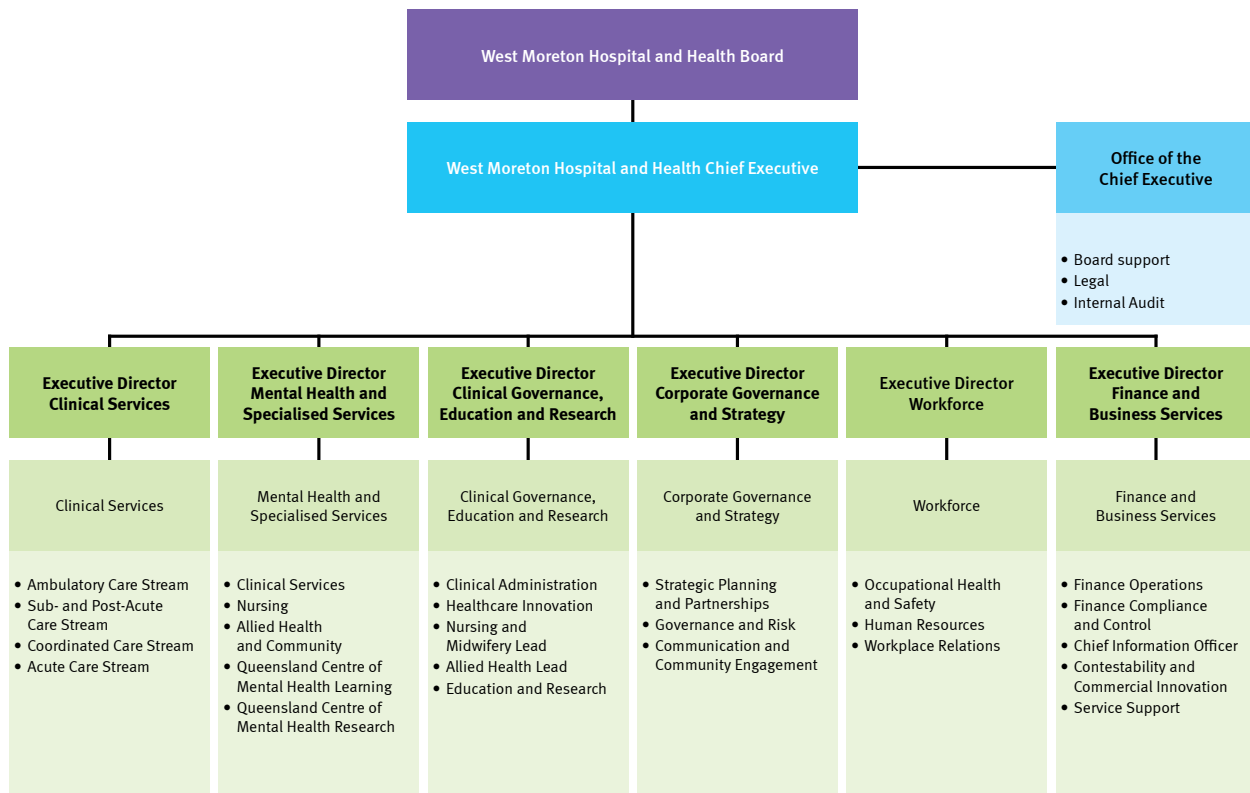 West Moreton Hospital and Health Board
West Moreton Hospital and Health Chief Executive
Office of the
Chief Executive
• Board support
• Legal
• Internal Audit
Executive Director
Clinical Services
Executive Director
Mental Health and
Specialised Services
Executive Director
Clinical Governance,
Education and Research
Executive Director
Corporate Governance
and Strategy
Executive Director
Workforce
Executive Director
Finance and
Business Services
Clinical Services
Mental Health and
Specialised Services
Clinical Governance,
Education and Research
Corporate Governance
and Strategy
Workforce
Finance and
Business Services
• Ambulatory Care Stream
• Sub- and Post-Acute
Care Stream
• Coordinated Care Stream
• Acute Care Stream
• Clinical Services
• Nursing
• Allied Health
and Community
• Queensland Centre of
Mental Health Learning
• Queensland Centre of
Mental Health Research
• Clinical Administration
• Healthcare Innovation
• Nursing and
Midwifery Lead
• Allied Health Lead
• Education and Research
• Strategic Planning
and Partnerships
• Governance and Risk
• Communication and
Community Engagement
• Occupational Health
and Safety
• Human Resources
• Workplace Relations
• Finance Operations
• Finance Compliance
and Control
• Chief Information Officer
• Contestability and
Commercial Innovation
• Service Support